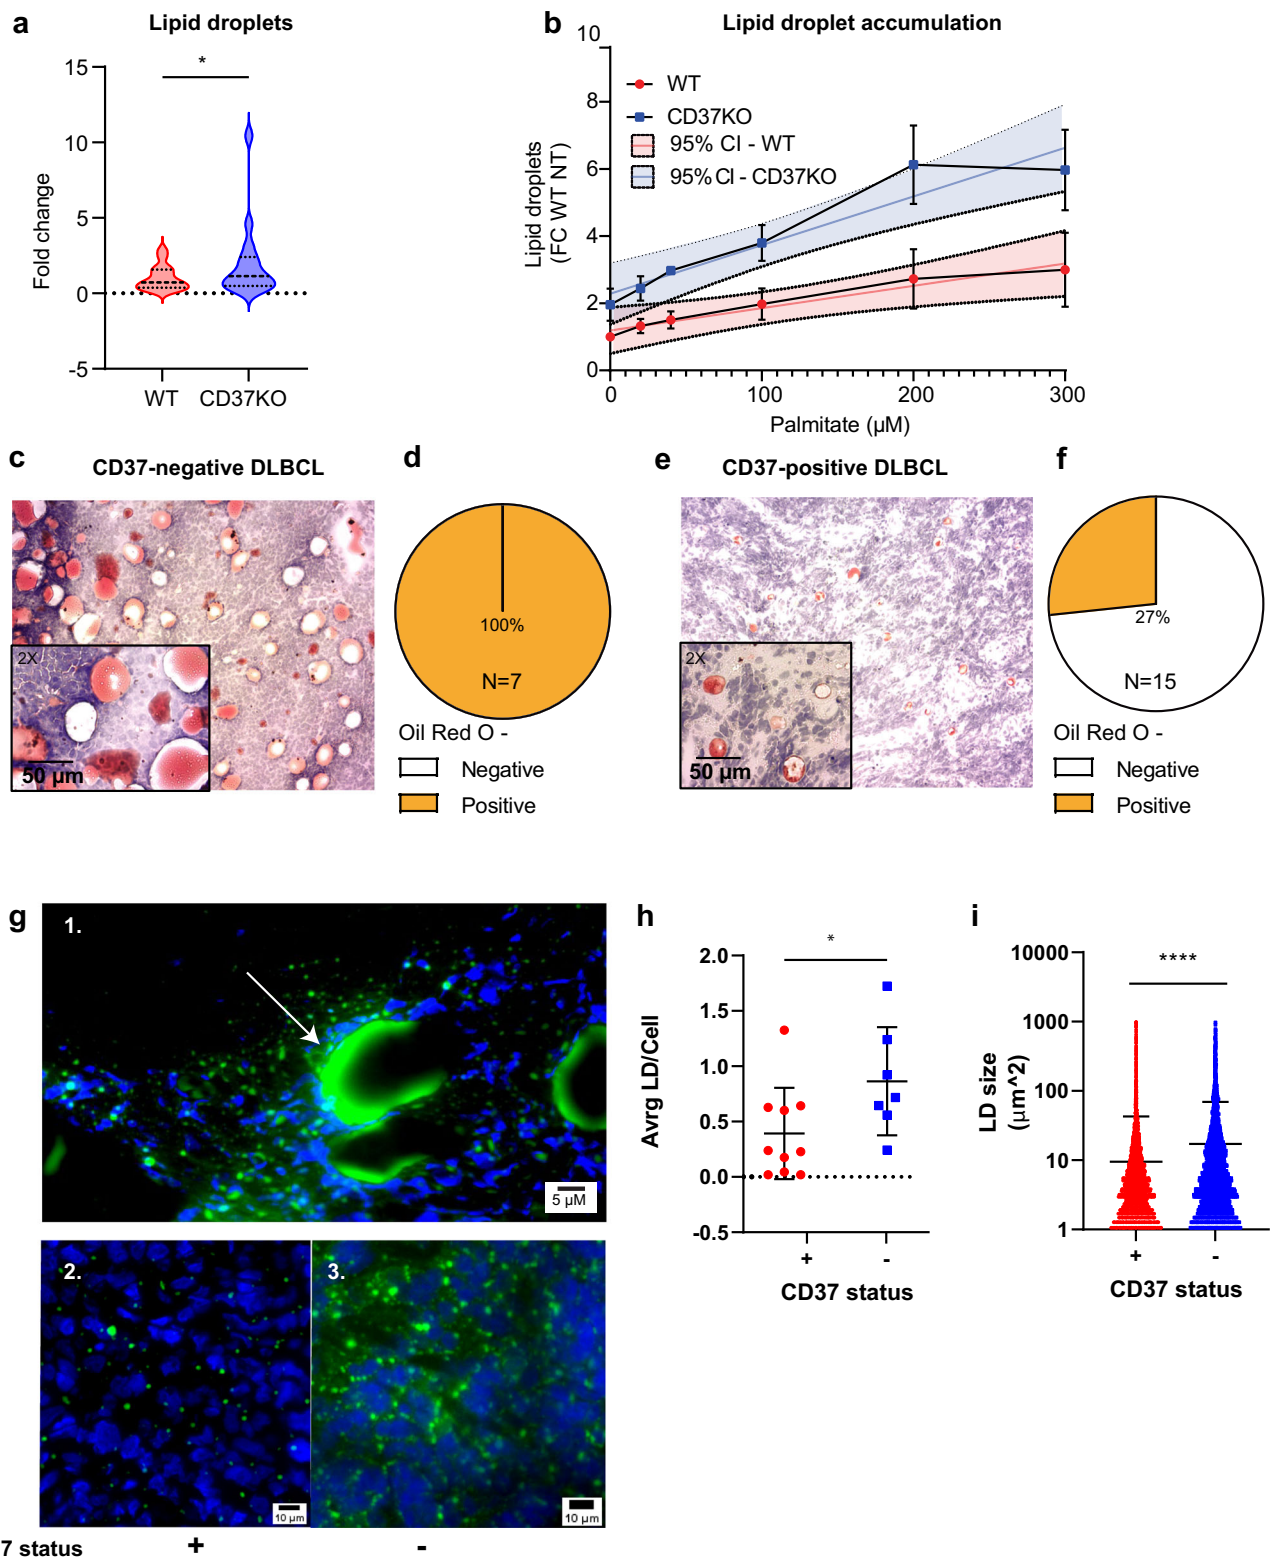 a
Lipid droplets
Fold change
15
10
5
0
-5
*
WT
CD37KO
b
Lipid droplet accumulation
Lipid droplets
(FC WT NT)
10
8
6
4
2
0
WT
CD37KO
95% CI - WT
95% CI - CD37KO
0
100
200
300
Palmitate (µM)
c
CD37-negative DLBCL
2X
50 µm
d
100%
N=7
Oil Red O -
Negative
Positive
e
CD37-positive DLBCL
2X
50 µm
f
27%
N=15
Oil Red O -
Negative
Positive
g
1.
5 µM
2.
10 µm
3.
10 µm
7 status
+
-
h
Avrg LD/Cell
2.0
1.5
1.0
0.5
0.0
-0.5
*
+
-
CD37 status
i
LD size
(µm^2)
10000
1000
100
10
1
****
+
-
CD37 status